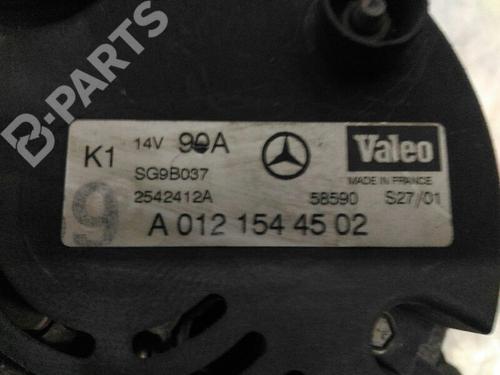 B-PARTS
K1 14V 90A
SG9B037
2542412A
9
A 012 154 45 02
Valeo
MADE IN FRANCE
58590 S27/01